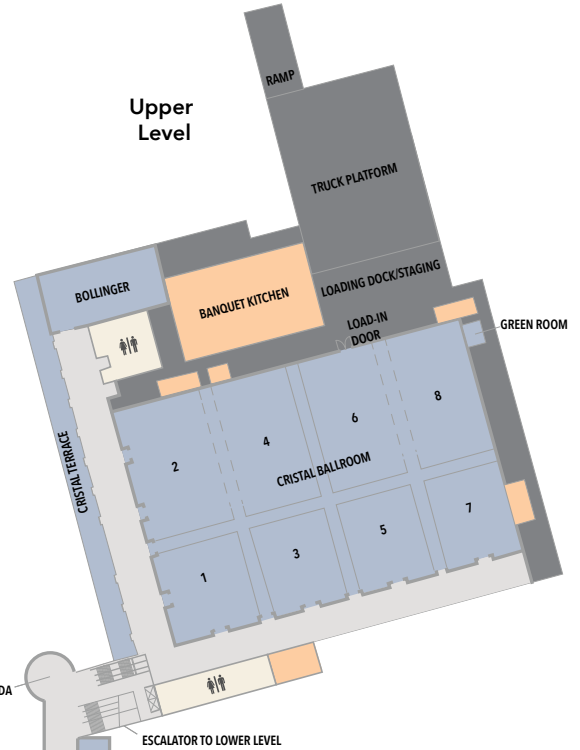 RAMP
Upper
Level
TRUCK PLATFORM
LOADING DOCK/STAGING
BOLLINGER
BANQUET KITCHEN
LOAD-IN
DOOR
GREEN ROOM
8
6
4
2
CRISTAL BALLROOM
CRISTAL TERRACE
7
5
3
1
DA
ESCALATOR TO LOWER LEVEL